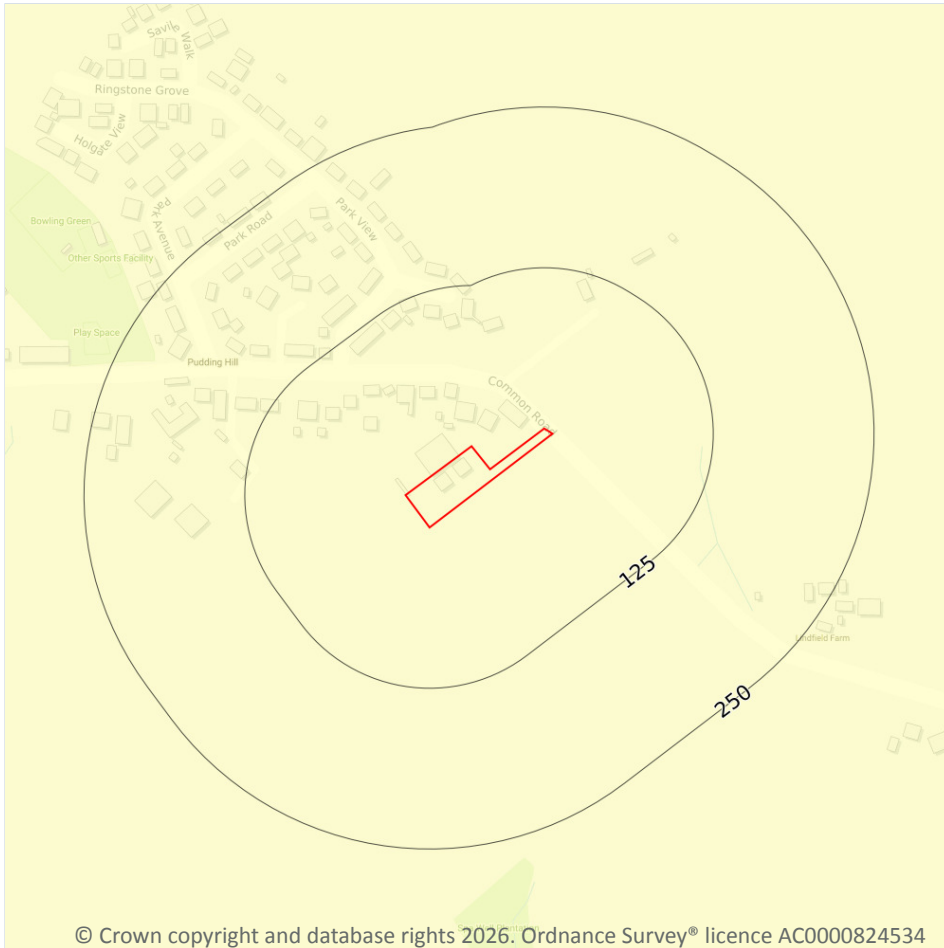 Savile
Walk
Ringstone Grove
Holgate View
Park Avenue
Bowling Green
Park Road
Park View
Other Sports Facility
Play Space
Pudding Hill
Common Road
125
Lindfield Farm
250
© Crown copyright and database rights 2026. Ordnance Survey® licence AC0000824534